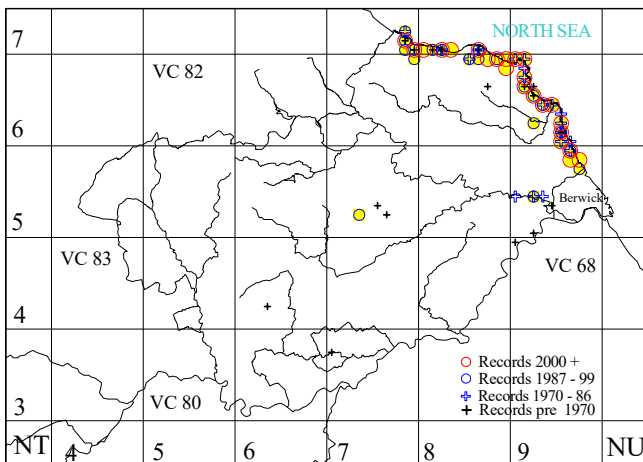 7
NORTH SEA
VC 82
6
Berwick
5
VC 83
VC 68
4
Records 2000 +
Records 1987 - 99
Records 1970 - 86
Records pre 1970
VC 80
3
NT 4 5 6 7 8 9 NU